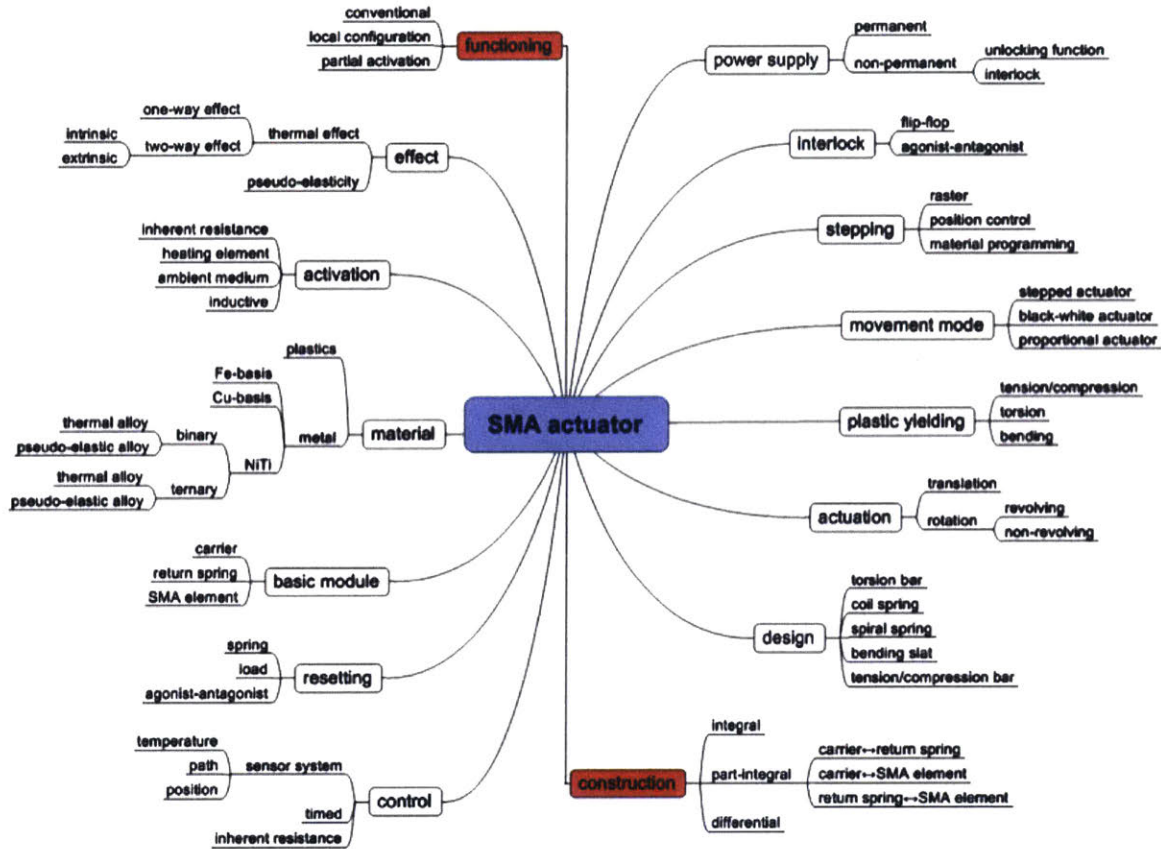 SMA actuator
functioning
conventional
local configuration
partial activation
effect
thermal effect
one-way effect
two-way effect
intrinsic
extrinsic
pseudo-elasticity
activation
inherent resistance
heating element
ambient medium
inductive
material
plastics
metal
Fe-basis
Cu-basis
NiTi
binary
thermal alloy
pseudo-elastic alloy
ternary
thermal alloy
pseudo-elastic alloy
basic module
carrier
return spring
SMA element
resetting
spring
load
agonist-antagonist
control
sensor system
temperature
path
position
timed
inherent resistance
power supply
permanent
non-permanent
unlocking function
interlock
interlock
flip-flop
agonist-antagonist
stepping
raster
position control
material programming
movement mode
stepped actuator
black-white actuator
proportional actuator
plastic yielding
tension/compression
torsion
bending
actuation
translation
rotation
revolving
non-revolving
design
torsion bar
coil spring
spiral spring
bending slat
tension/compression bar
construction
integral
part-integral
carrier↔return spring
carrier↔SMA element
return spring↔SMA element
differential